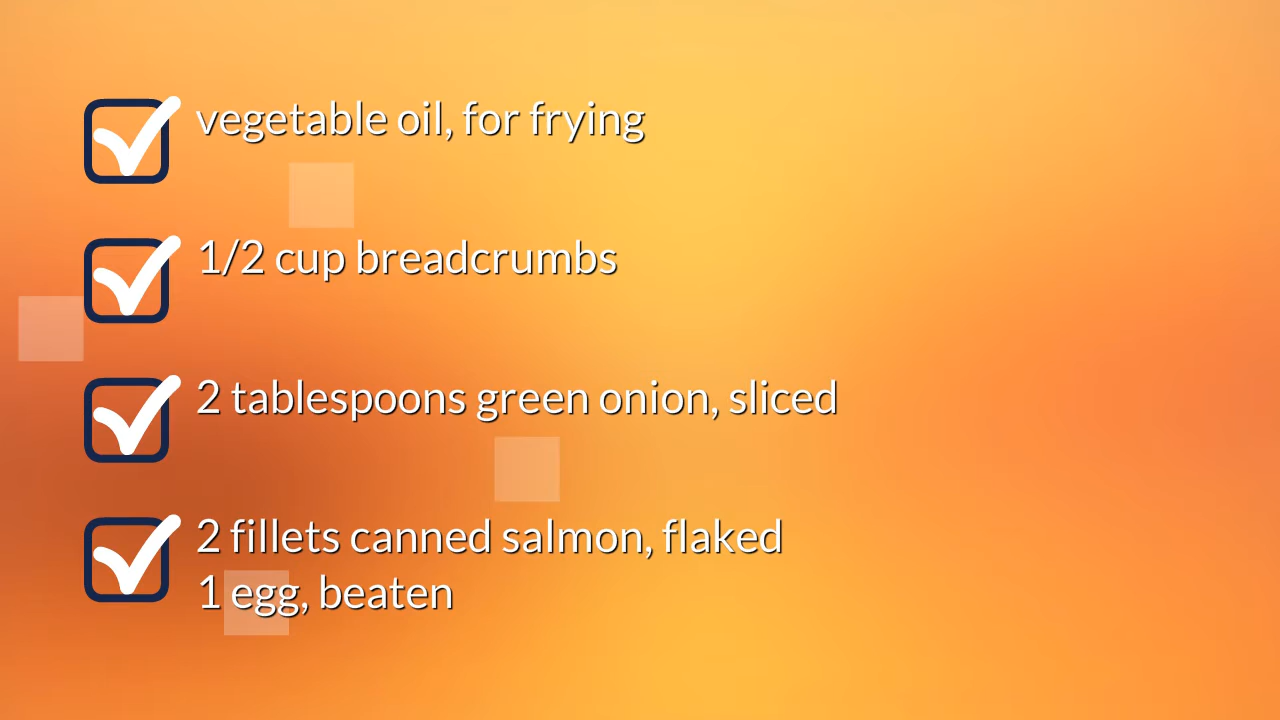 vegetable oil, for frying
1/2 cup breadcrumbs
2 tablespoons green onion, sliced
2 fillets canned salmon, flaked
1 egg, beaten